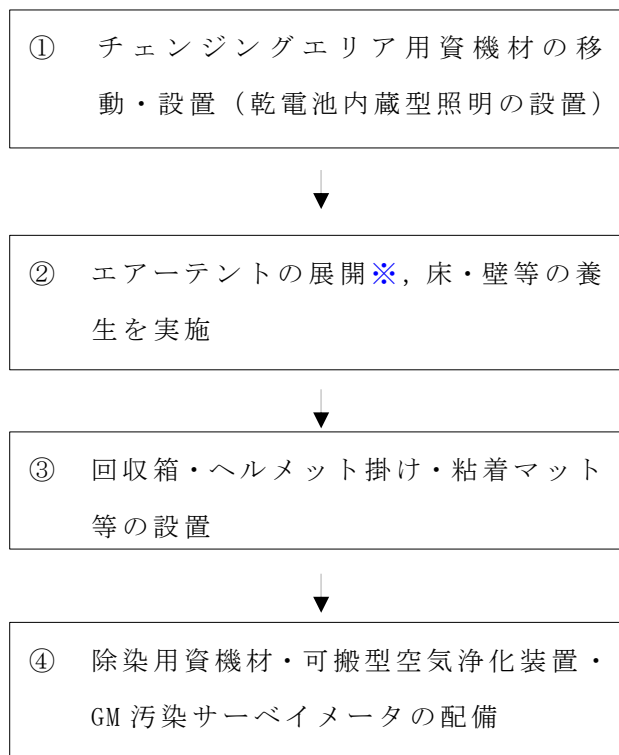 ① チェンジングエリア用資機材の移
動・設置（乾電池内蔵型照明の設置）
② エアーテントの展開※，床・壁等の養
生を実施
③ 回収箱・ヘルメット掛け・粘着マット
等の設置
④ 除染用資機材・可搬型空気浄化装置・
GM汚染サーベイメータの配備